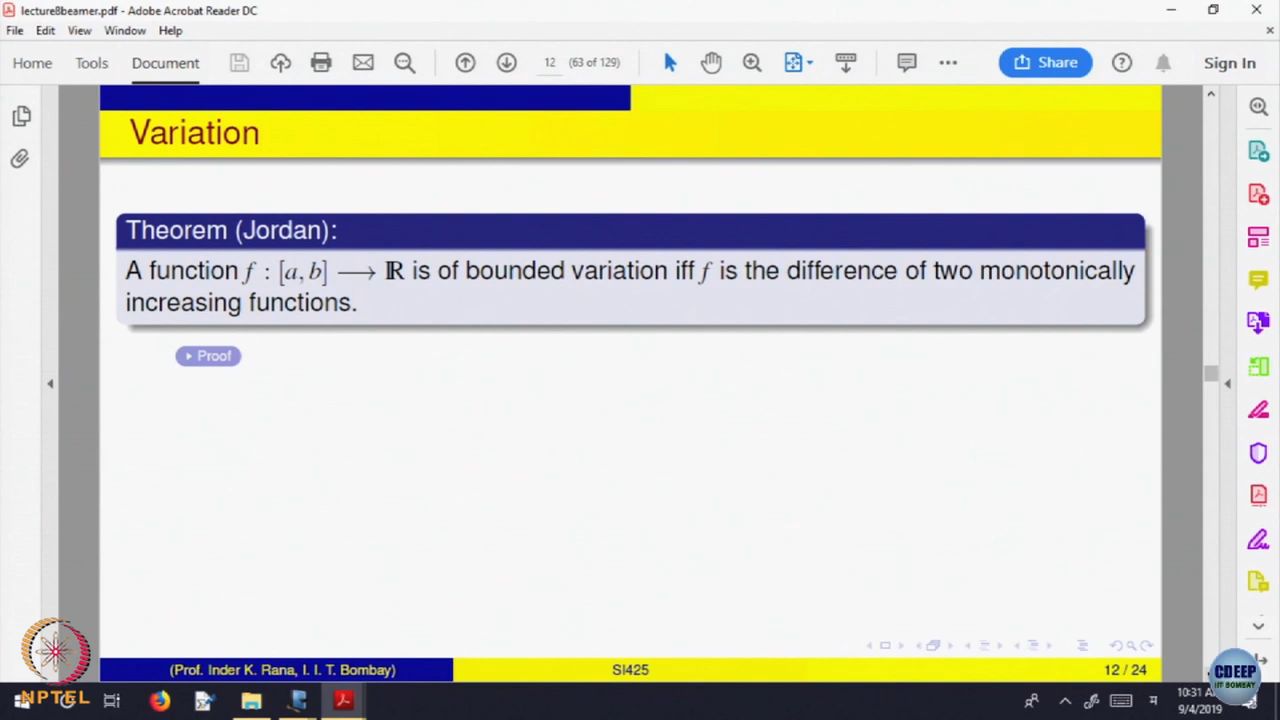 lecture8beamer.pdf - Adobe Acrobat Reader DC
File Edit View Window Help
Home Tools Document 12 (63 of 129) Share Sign In
Variation
Theorem (Jordan):
A function f : [a, b] ⟶ ℝ is of bounded variation iff f is the difference of two monotonically
increasing functions.
Proof
(Prof. Inder K. Rana, I. I. T. Bombay) SI425 12 / 24
NPTEL
CDEEP
IIT BOMBAY
म
10:31
9/4/2019